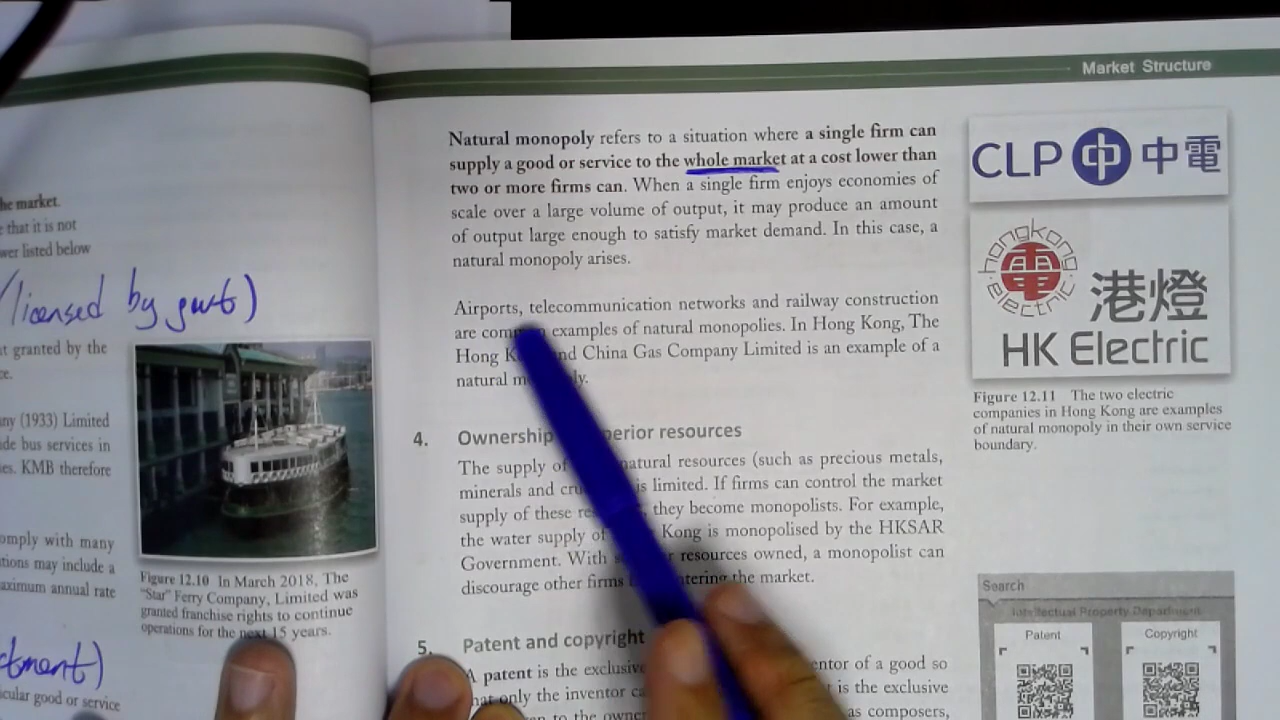 Market Structure
he market.
e that it is not
wer listed below
(licensed by govt)
t granted by the
ce.
ny (1933) Limited
de bus services in
es. KMB therefore
omply with many
tions may include a
aximum annual rate
ctment)
icular good or service
Figure 12.10 In March 2018, The
"Star" Ferry Company, Limited was
granted franchise rights to continue
operations for the next 15 years.
Natural monopoly refers to a situation where a single firm can
supply a good or service to the whole market at a cost lower than
two or more firms can. When a single firm enjoys economies of
scale over a large volume of output, it may produce an amount
of output large enough to satisfy market demand. In this case, a
natural monopoly arises.
Airports, telecommunication networks and railway construction
are examples of natural monopolies. In Hong Kong, The
Hong China Gas Company Limited is an example of a
natural
4. Ownership resources
The supply of natural resources (such as precious metals,
minerals and is limited. If firms can control the market
supply of these they become monopolists. For example,
the water supply of Kong is monopolised by the HKSAR
Government. With resources owned, a monopolist can
discourage other firms the market.
5. Patent and copyright
A patent is the exclusive of a good so
that only the inventor is the exclusive
to the as composers,
CLP 中 中電
hongkong electric
電
港燈
HK Electric
Figure 12.11 The two electric
companies in Hong Kong are examples
of natural monopoly in their own service
boundary.
Search
Intellectual Property Department
Patent
Copyright